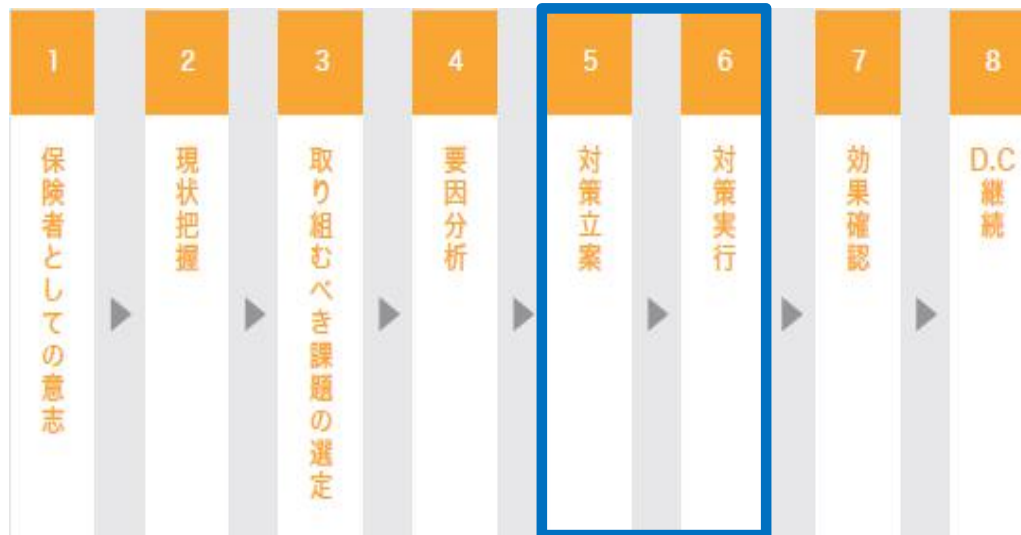 1
保険者としての意志
2
現状把握
3
取り組むべき課題の選定
4
要因分析
5
対策立案
6
対策実行
7
効果確認
8
D.C
継続